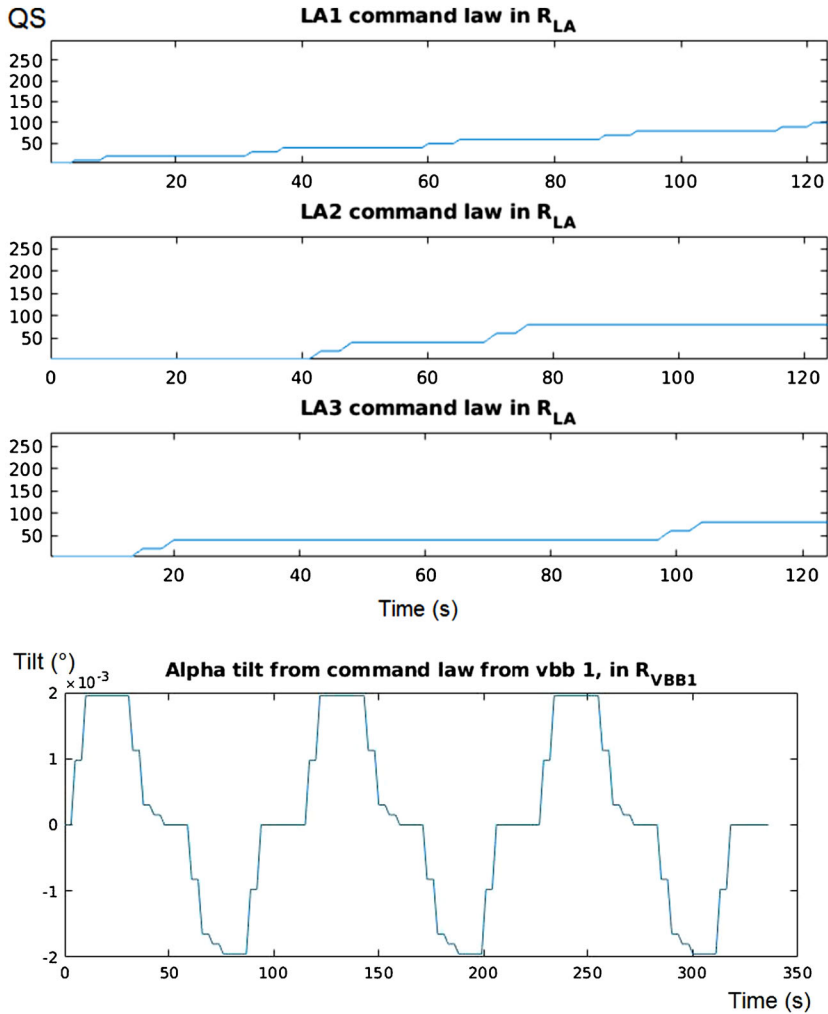 QS
LA1 command law in R_LA
250
200
150
100
50
20 40 60 80 100 120
LA2 command law in R_LA
250
200
150
100
50
0 20 40 60 80 100 120
LA3 command law in R_LA
250
200
150
100
50
20 40 60 80 100 120
Time (s)
Tilt (°)
×10⁻³
Alpha tilt from command law from vbb 1, in R_VBB1
2
1
0
-1
-2
0 50 100 150 200 250 300 350
Time (s)